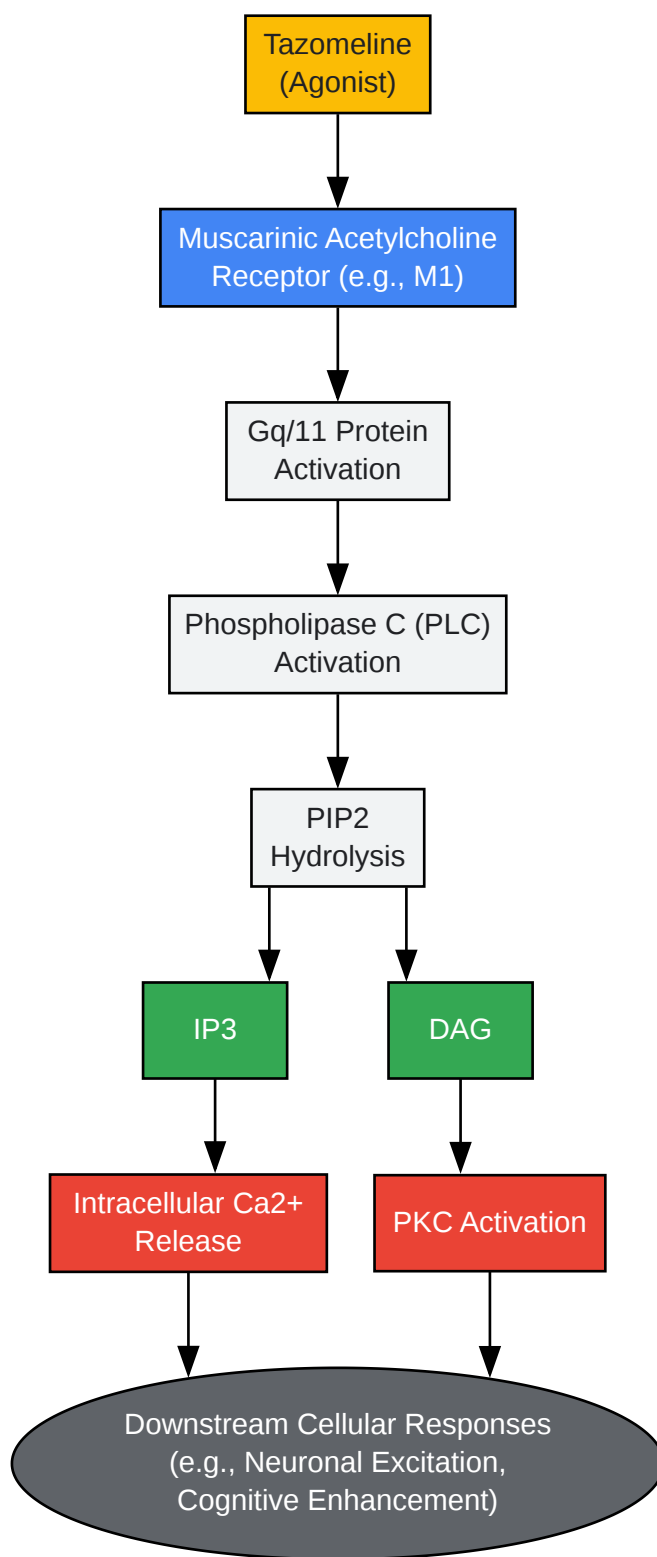 Tazomeline
(Agonist)
Muscarinic Acetylcholine
Receptor (e.g., M1)
Gq/11 Protein
Activation
Phospholipase C (PLC)
Activation
PIP2
Hydrolysis
IP3
DAG
Intracellular Ca2+
Release
PKC Activation
Downstream Cellular Responses
(e.g., Neuronal Excitation,
Cognitive Enhancement)